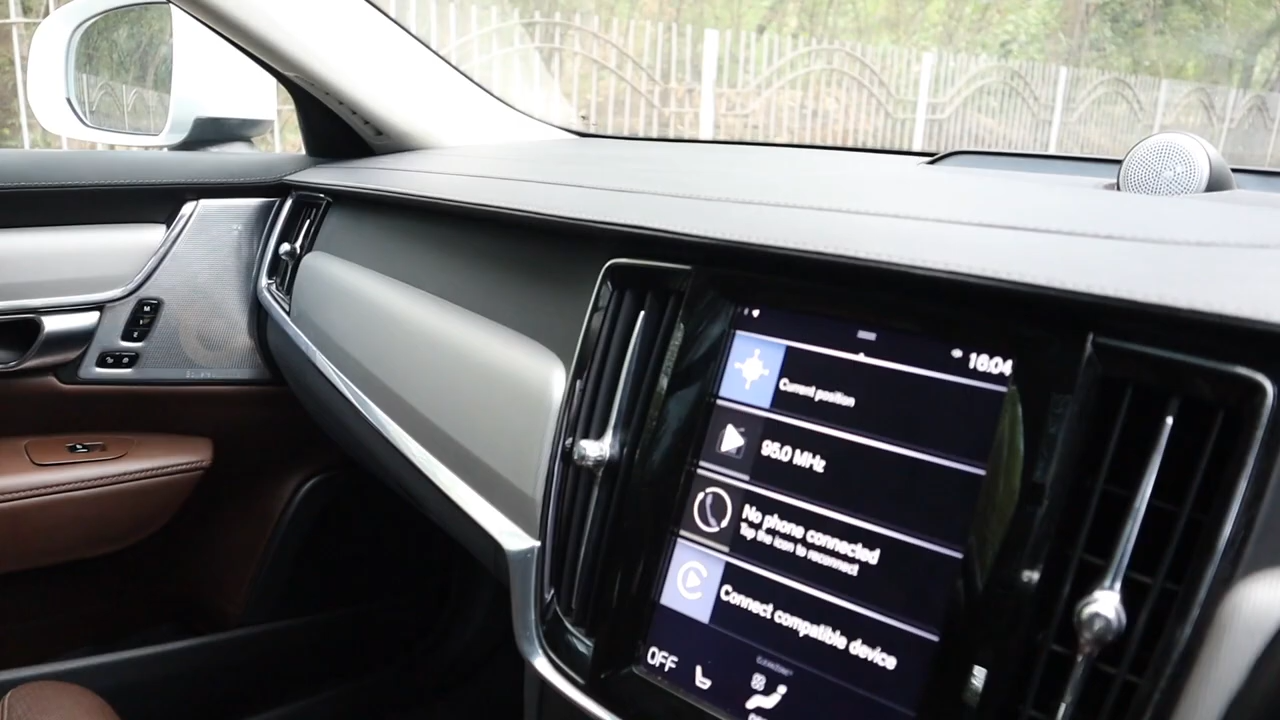 16:04
Current position
95.0 MHz
No phone connected
Tap the icon to reconnect
Connect compatible device
OFF
M